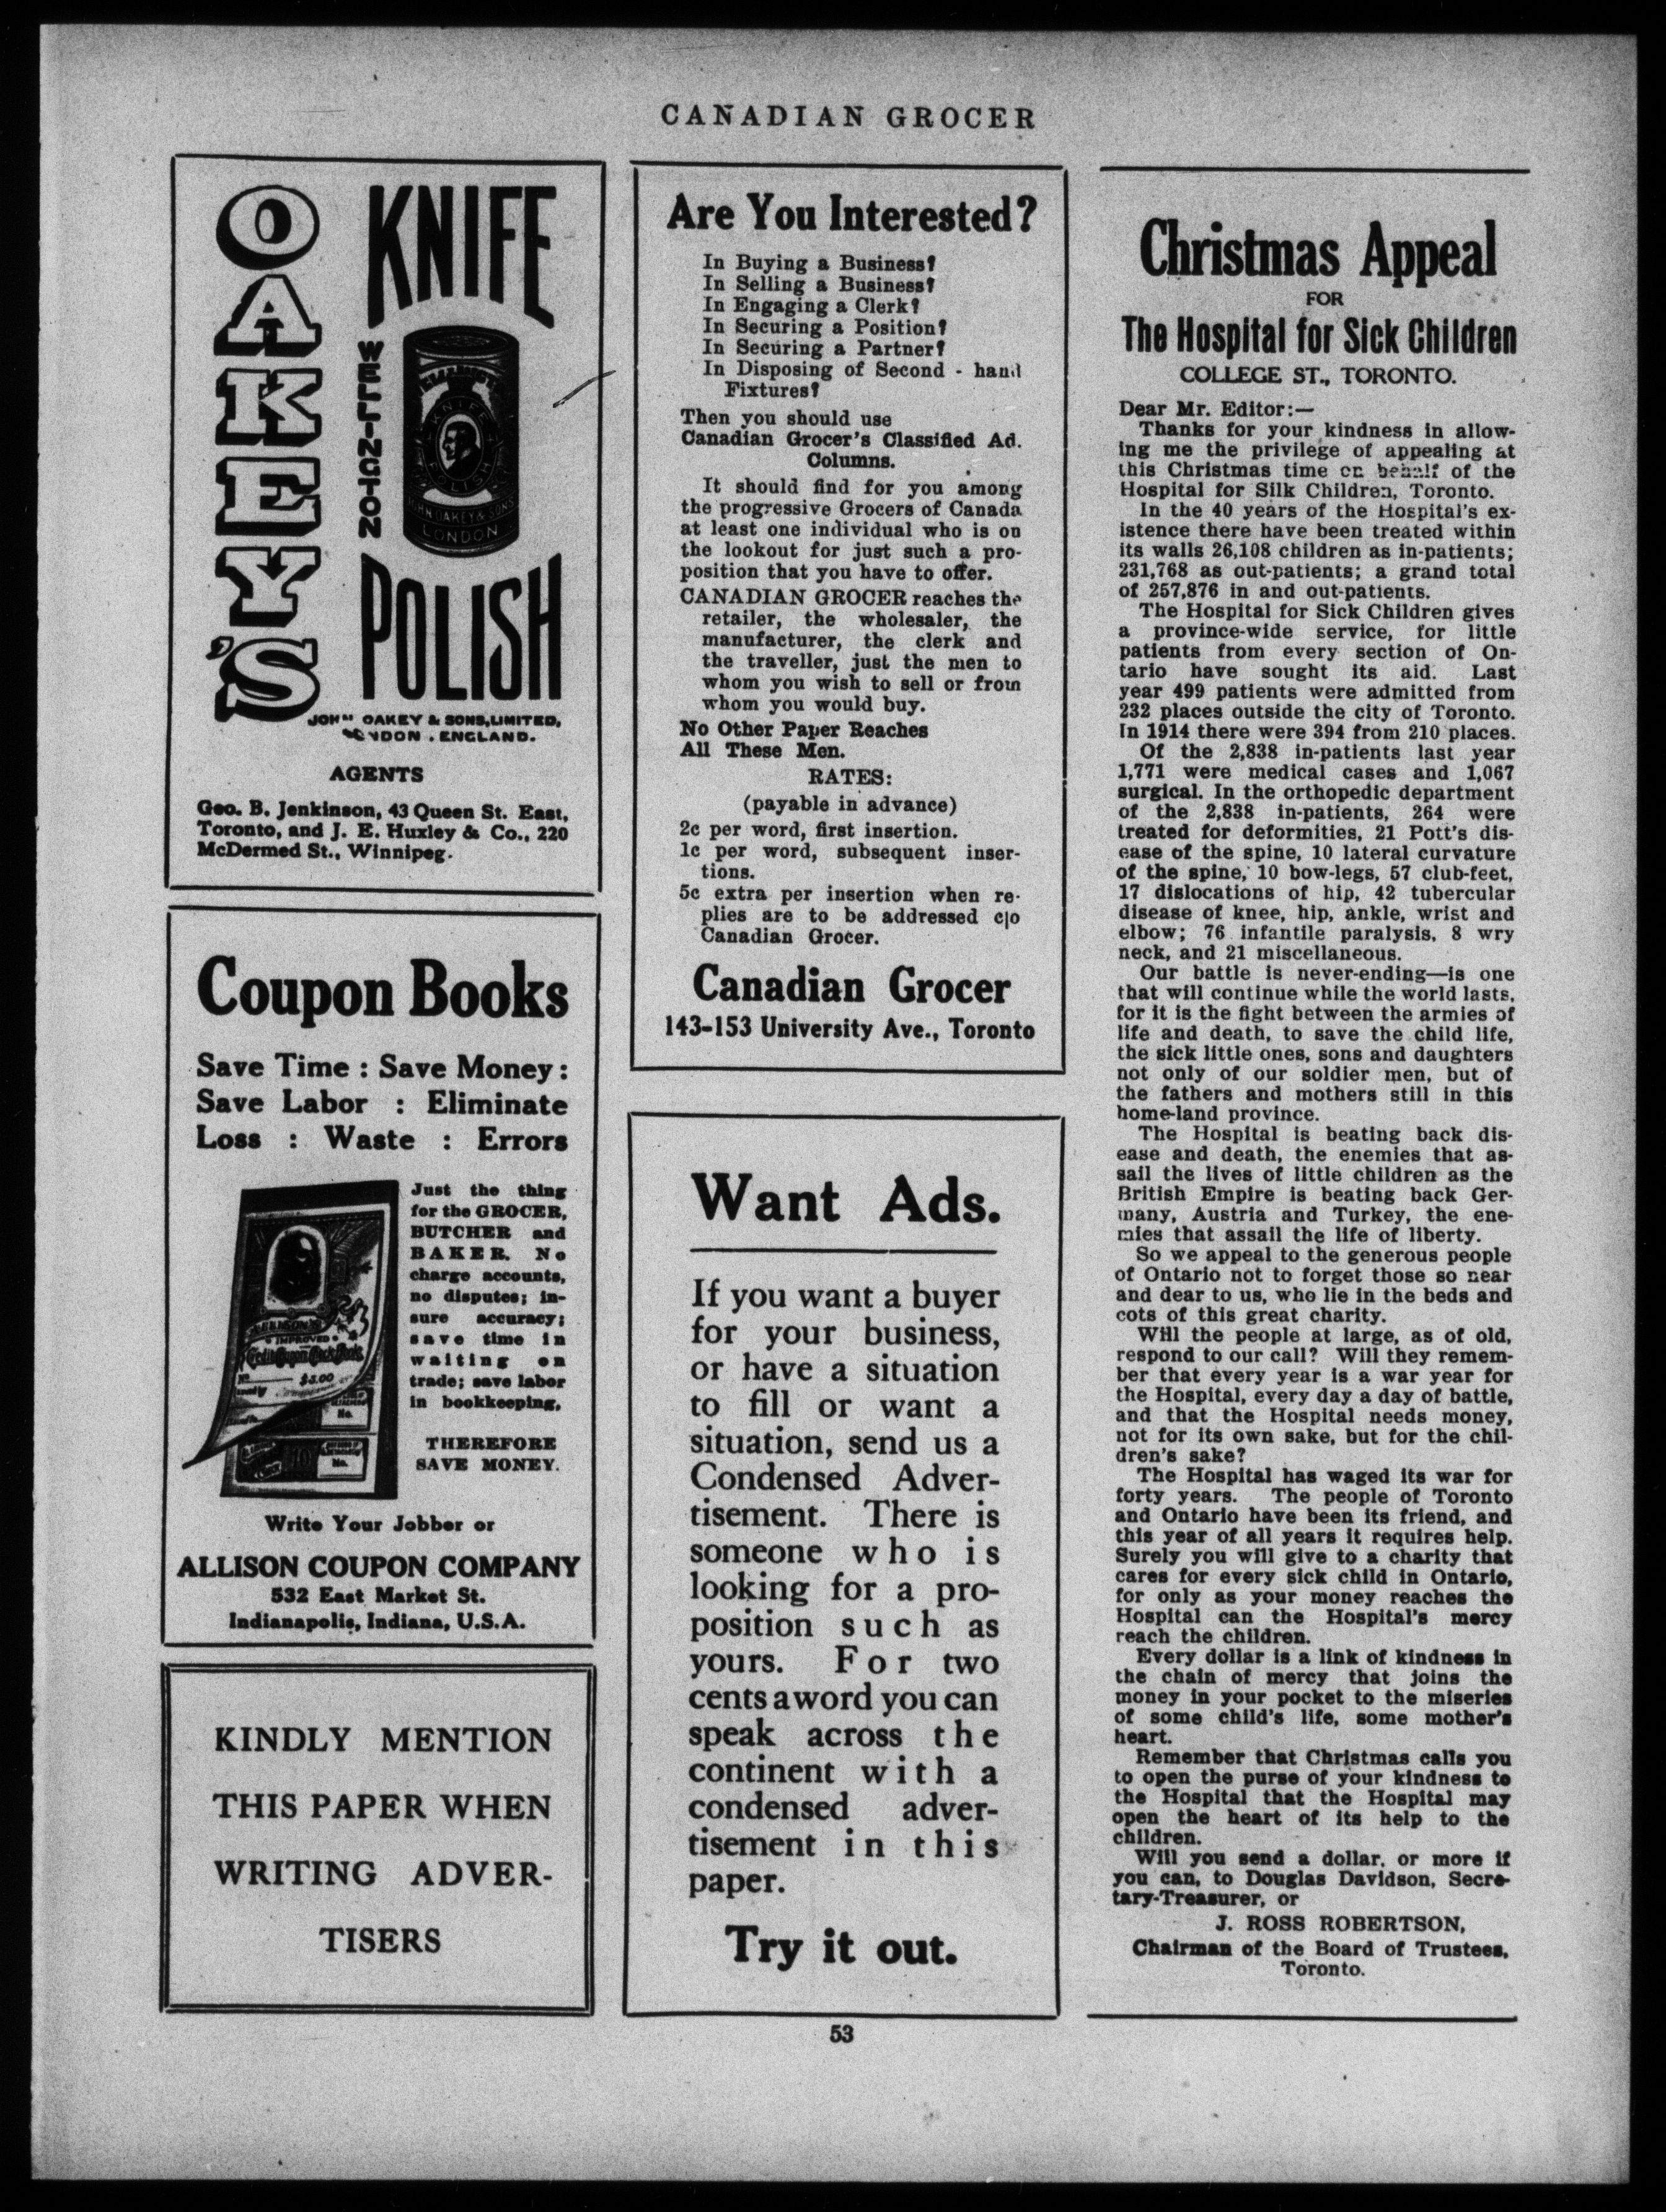 CANADIAN GROCER
OAKEY'S
KNIFE
WELLINGTON
KNIFE
POLISH
JOHN OAKEY & SONS
LONDON
POLISH
JOHN OAKEY & SONS, LIMITED,
LONDON . ENGLAND.
AGENTS
Geo. B. Jenkinson, 43 Queen St. East,
Toronto, and J. E. Huxley & Co., 220
McDermed St., Winnipeg.
Coupon Books
Save Time : Save Money :
Save Labor : Eliminate
Loss : Waste : Errors
ALLISON'S
IMPROVED
$5.00
No.
10
No.
Just the thing
for the GROCER,
BUTCHER and
BAKER. No
charge accounts,
no disputes; in-
sure accuracy;
save time in
waiting on
trade; save labor
in bookkeeping,
THEREFORE
SAVE MONEY.
Write Your Jobber or
ALLISON COUPON COMPANY
532 East Market St.
Indianapolis, Indiana, U.S.A.
KINDLY MENTION
THIS PAPER WHEN
WRITING ADVER-
TISERS
Are You Interested?
In Buying a Business?
In Selling a Business?
In Engaging a Clerk?
In Securing a Position?
In Securing a Partner?
In Disposing of Second - hand
Fixtures?
Then you should use
Canadian Grocer's Classified Ad.
Columns.
It should find for you among
the progressive Grocers of Canada
at least one individual who is on
the lookout for just such a pro-
position that you have to offer.
CANADIAN GROCER reaches the
retailer, the wholesaler, the
manufacturer, the clerk and
the traveller, just the men to
whom you wish to sell or from
whom you would buy.
No Other Paper Reaches
All These Men.
RATES:
(payable in advance)
2c per word, first insertion.
1c per word, subsequent inser-
tions.
5c extra per insertion when re-
plies are to be addressed c|o
Canadian Grocer.
Canadian Grocer
143-153 University Ave., Toronto
Want Ads.
If you want a buyer
for your business,
or have a situation
to fill or want a
situation, send us a
Condensed Adver-
tisement. There is
someone who is
looking for a pro-
position such as
yours. For two
cents a word you can
speak across the
continent with a
condensed adver-
tisement in this
paper.
Try it out.
Christmas Appeal
FOR
The Hospital for Sick Children
COLLEGE ST., TORONTO.
Dear Mr. Editor:—
Thanks for your kindness in allow-
ing me the privilege of appealing at
this Christmas time on behalf of the
Hospital for Silk Children, Toronto.
In the 40 years of the Hospital's ex-
istence there have been treated within
its walls 26,108 children as in-patients;
231,768 as out-patients; a grand total
of 257,876 in and out-patients.
The Hospital for Sick Children gives
a province-wide service, for little
patients from every section of On-
tario have sought its aid. Last
year 499 patients were admitted from
232 places outside the city of Toronto.
In 1914 there were 394 from 210 places.
Of the 2,838 in-patients last year
1,771 were medical cases and 1,067
surgical. In the orthopedic department
of the 2,838 in-patients, 264 were
treated for deformities, 21 Pott's dis-
ease of the spine, 10 lateral curvature
of the spine, 10 bow-legs, 57 club-feet,
17 dislocations of hip, 42 tubercular
disease of knee, hip, ankle, wrist and
elbow; 76 infantile paralysis, 8 wry
neck, and 21 miscellaneous.
Our battle is never-ending—is one
that will continue while the world lasts,
for it is the fight between the armies of
life and death, to save the child life,
the sick little ones, sons and daughters
not only of our soldier men, but of
the fathers and mothers still in this
home-land province.
The Hospital is beating back dis-
ease and death, the enemies that as-
sail the lives of little children as the
British Empire is beating back Ger-
many, Austria and Turkey, the ene-
mies that assail the life of liberty.
So we appeal to the generous people
of Ontario not to forget those so near
and dear to us, who lie in the beds and
cots of this great charity.
Will the people at large, as of old,
respond to our call? Will they remem-
ber that every year is a war year for
the Hospital, every day a day of battle,
and that the Hospital needs money,
not for its own sake, but for the chil-
dren's sake?
The Hospital has waged its war for
forty years. The people of Toronto
and Ontario have been its friend, and
this year of all years it requires help.
Surely you will give to a charity that
cares for every sick child in Ontario,
for only as your money reaches the
Hospital can the Hospital's mercy
reach the children.
Every dollar is a link of kindness in
the chain of mercy that joins the
money in your pocket to the miseries
of some child's life, some mother's
heart.
Remember that Christmas calls you
to open the purse of your kindness to
the Hospital that the Hospital may
open the heart of its help to the
children.
Will you send a dollar, or more if
you can, to Douglas Davidson, Secre-
tary-Treasurer, or
J. ROSS ROBERTSON,
Chairman of the Board of Trustees,
Toronto.
53